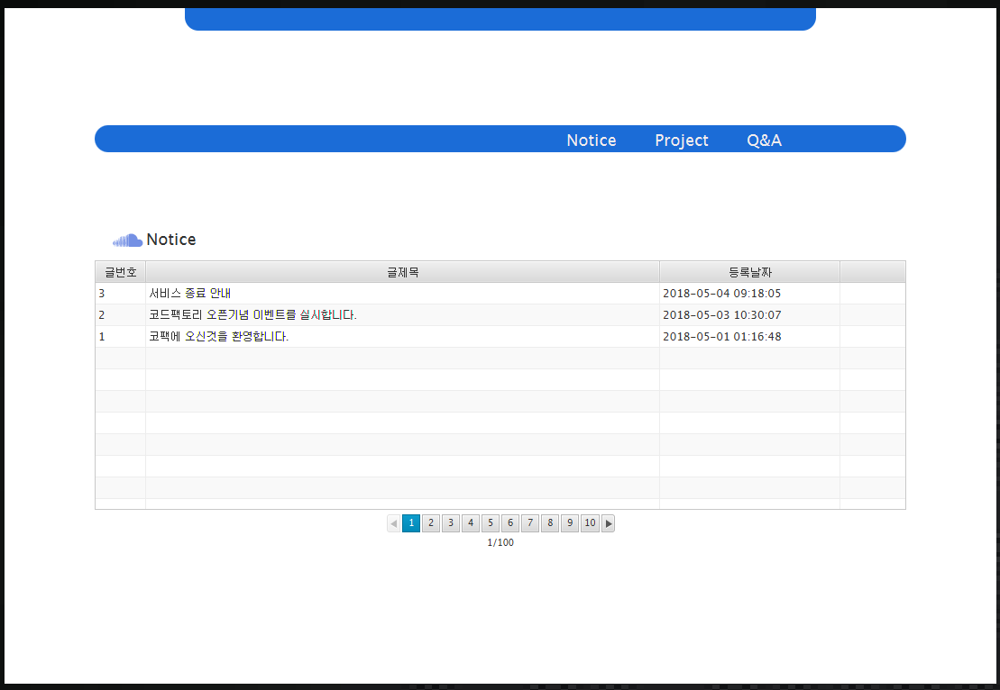 Notice Project Q&A
Notice
글번호 글제목 등록날짜
3 서비스 종료 안내 2018-05-04 09:18:05
2 코드팩토리 오픈기념 이벤트를 실시합니다. 2018-05-03 10:30:07
1 코팩에 오신것을 환영합니다. 2018-05-01 01:16:48
1 2 3 4 5 6 7 8 9 10
1/100